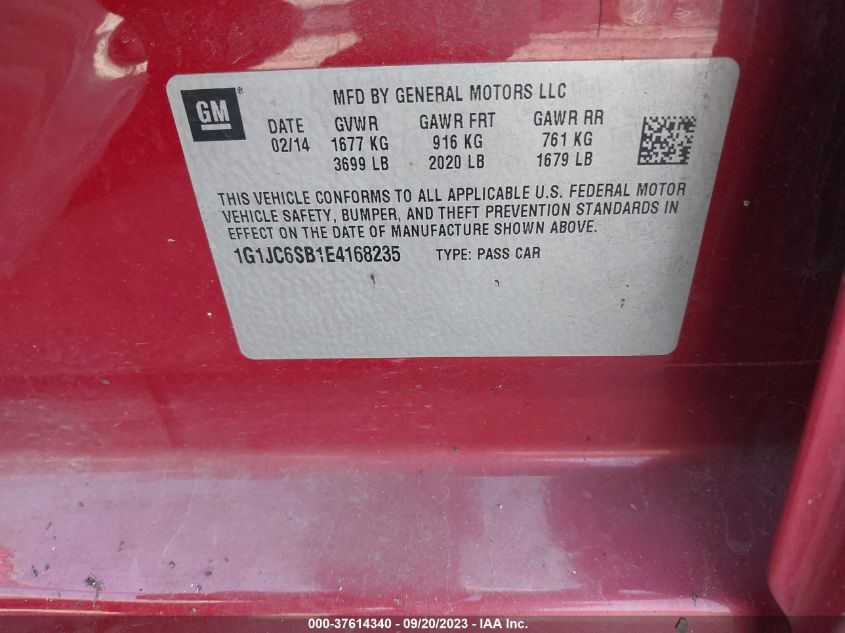 GM ®
MFD BY GENERAL MOTORS LLC
DATE GVWR GAWR FRT GAWR RR
02/14 1677 KG 916 KG 761 KG
3699 LB 2020 LB 1679 LB
THIS VEHICLE CONFORMS TO ALL APPLICABLE U.S. FEDERAL MOTOR
VEHICLE SAFETY, BUMPER, AND THEFT PREVENTION STANDARDS IN
EFFECT ON THE DATE OF MANUFACTURE SHOWN ABOVE.
1G1JC6SB1E4168235 TYPE: PASS CAR
000-37614340 - 09/20/2023 - IAA Inc.